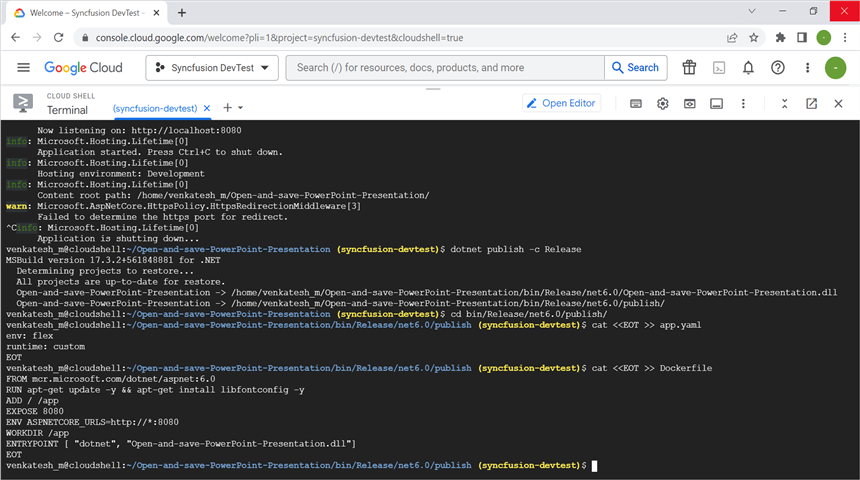 Welcome – Syncfusion DevTest –
console.cloud.google.com/welcome?pli=1&project=syncfusion-devtest&cloudshell=true
Google Cloud
Syncfusion DevTest
Search (/) for resources, docs, products, and more
Search
CLOUD SHELL
Terminal
(syncfusion-devtest)
Open Editor
Now listening on: http://localhost:8080
info: Microsoft.Hosting.Lifetime[0]
Application started. Press Ctrl+C to shut down.
info: Microsoft.Hosting.Lifetime[0]
Hosting environment: Development
info: Microsoft.Hosting.Lifetime[0]
Content root path: /home/venkatesh_m/Open-and-save-PowerPoint-Presentation/
warn: Microsoft.AspNetCore.HttpsPolicy.HttpsRedirectionMiddleware[3]
Failed to determine the https port for redirect.
^Cinfo: Microsoft.Hosting.Lifetime[0]
Application is shutting down...
venkatesh_m@cloudshell:~/Open-and-save-PowerPoint-Presentation (syncfusion-devtest)$ dotnet publish -c Release
MSBuild version 17.3.2+561848881 for .NET
Determining projects to restore...
All projects are up-to-date for restore.
Open-and-save-PowerPoint-Presentation -> /home/venkatesh_m/Open-and-save-PowerPoint-Presentation/bin/Release/net6.0/Open-and-save-PowerPoint-Presentation.dll
Open-and-save-PowerPoint-Presentation -> /home/venkatesh_m/Open-and-save-PowerPoint-Presentation/bin/Release/net6.0/publish/
venkatesh_m@cloudshell:~/Open-and-save-PowerPoint-Presentation (syncfusion-devtest)$ cd bin/Release/net6.0/publish/
venkatesh_m@cloudshell:~/Open-and-save-PowerPoint-Presentation/bin/Release/net6.0/publish (syncfusion-devtest)$ cat <<EOT >> app.yaml
env: flex
runtime: custom
EOT
venkatesh_m@cloudshell:~/Open-and-save-PowerPoint-Presentation/bin/Release/net6.0/publish (syncfusion-devtest)$ cat <<EOT >> Dockerfile
FROM mcr.microsoft.com/dotnet/aspnet:6.0
RUN apt-get update -y && apt-get install libfontconfig -y
ADD / /app
EXPOSE 8080
ENV ASPNETCORE_URLS=http://*:8080
WORKDIR /app
ENTRYPOINT [ "dotnet", "Open-and-save-PowerPoint-Presentation.dll"]
EOT
venkatesh_m@cloudshell:~/Open-and-save-PowerPoint-Presentation/bin/Release/net6.0/publish (syncfusion-devtest)$